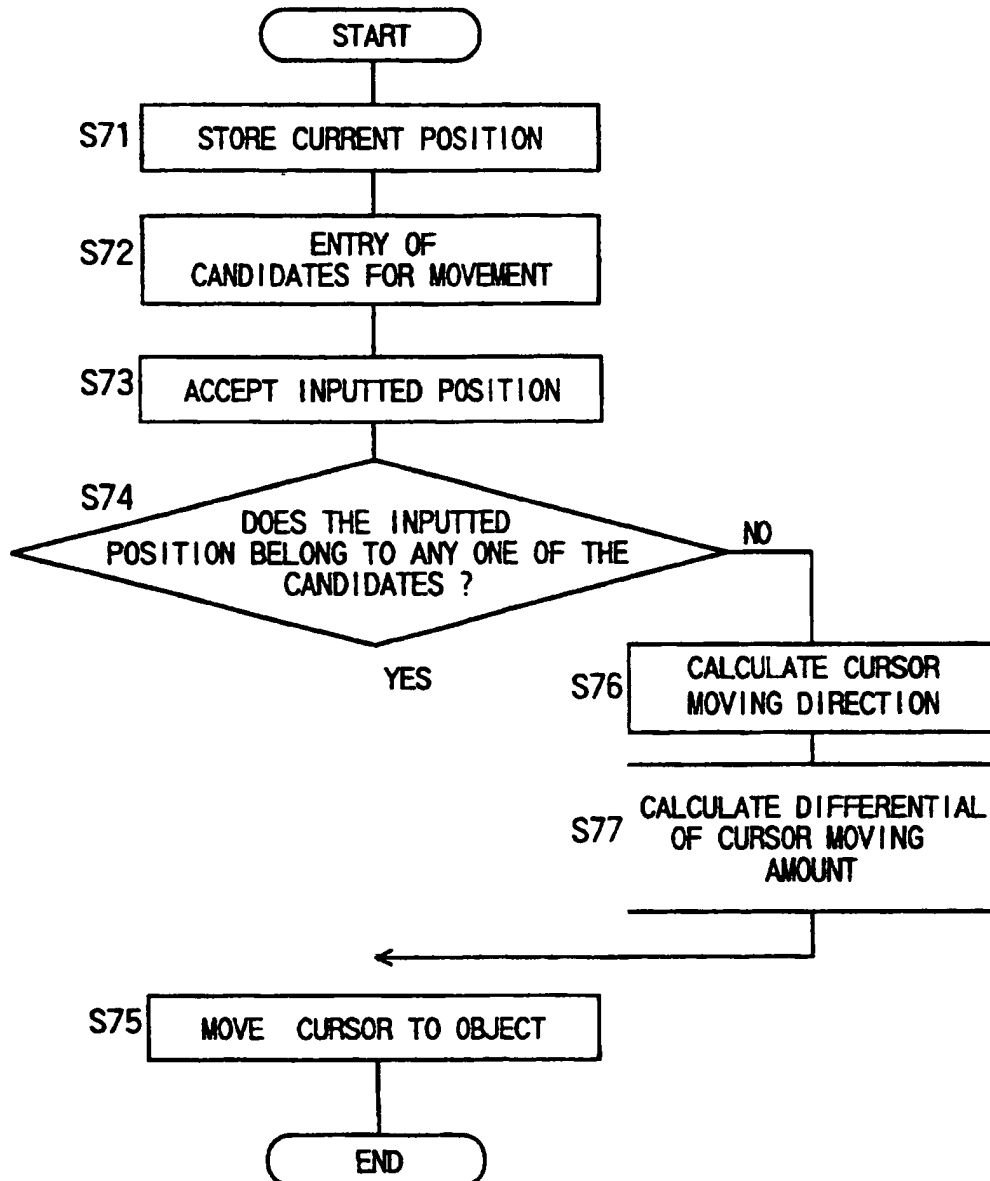 START
S71
STORE CURRENT POSITION
S72
ENTRY OF
CANDIDATES FOR MOVEMENT
S73
ACCEPT INPUTTED POSITION
S74
DOES THE INPUTTED
POSITION BELONG TO ANY ONE OF THE
CANDIDATES ?
NO
YES
S76
CALCULATE CURSOR
MOVING DIRECTION
S77
CALCULATE DIFFERENTIAL
OF CURSOR MOVING
AMOUNT
S75
MOVE CURSOR TO OBJECT
END